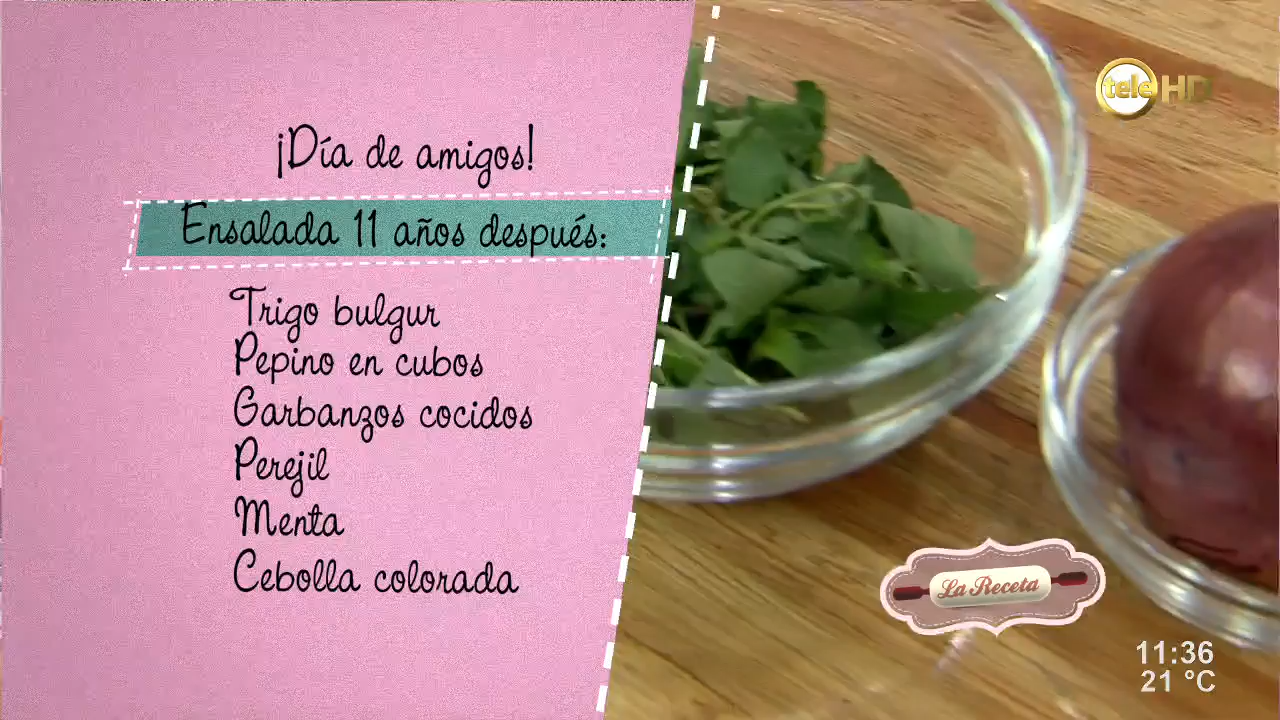 ¡Día de amigos!
Ensalada 11 años después:
Trigo bulgur
Pepino en cubos
Garbanzos cocidos
Perejil
Menta
Cebolla colorada
tele HD
La Receta
11:36
21 °C